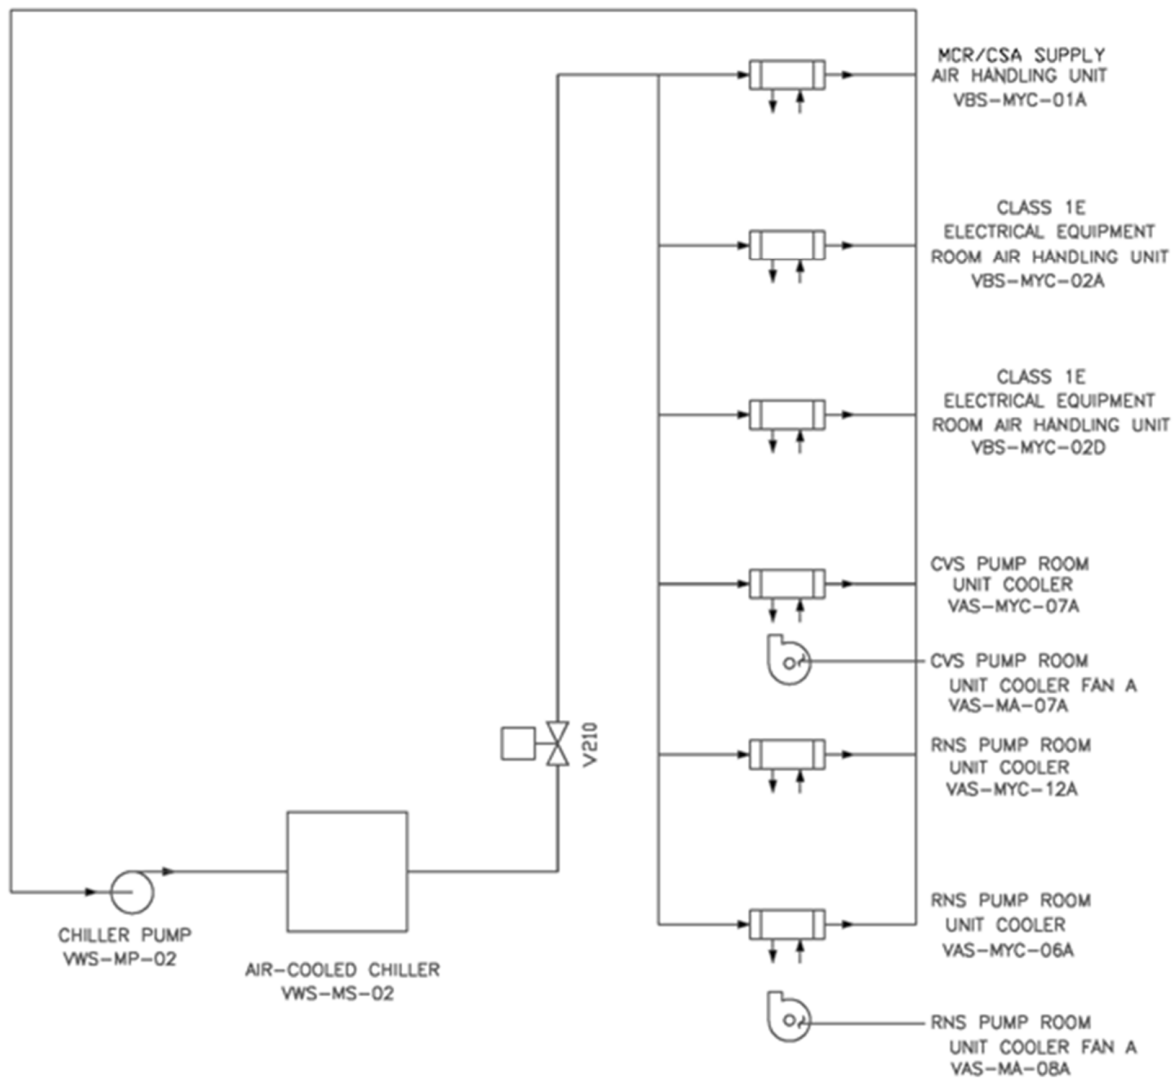 MCR/CSA SUPPLY
AIR HANDLING UNIT
VBS-MYC-01A
CLASS 1E
ELECTRICAL EQUIPMENT
ROOM AIR HANDLING UNIT
VBS-MYC-02A
CLASS 1E
ELECTRICAL EQUIPMENT
ROOM AIR HANDLING UNIT
VBS-MYC-02D
CVS PUMP ROOM
UNIT COOLER
VAS-MYC-07A
CVS PUMP ROOM
UNIT COOLER FAN A
VAS-MA-07A
V210
RNS PUMP ROOM
UNIT COOLER
VAS-MYC-12A
RNS PUMP ROOM
UNIT COOLER
VAS-MYC-06A
CHILLER PUMP
VWS-MP-02
AIR-COOLED CHILLER
VWS-MS-02
RNS PUMP ROOM
UNIT COOLER FAN A
VAS-MA-08A